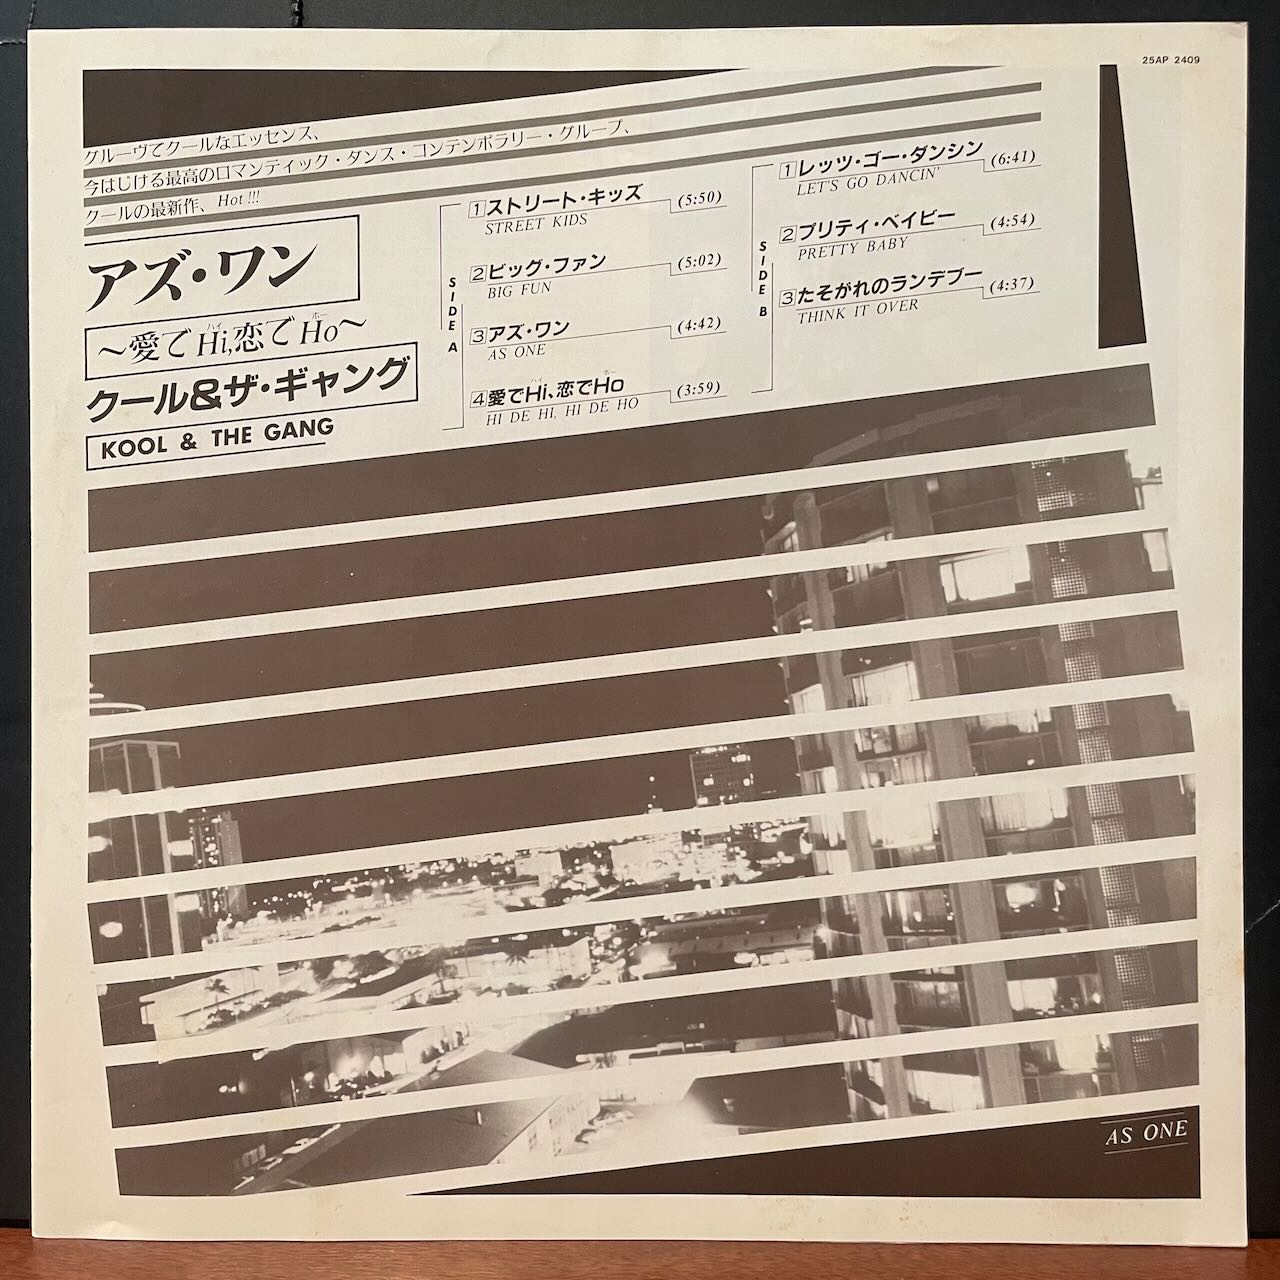 25AP 2409
グルーヴでクールなエッセンス、
今はじける最高のロマンティック・ダンス・コンテンポラリー・グループ、
クールの最新作、Hot!!!
アズ・ワン
ハイ ホー
〜愛でHi,恋でHo〜
クール&ザ・ギャング
KOOL & THE GANG
SIDE A
1 ストリート・キッズ (5:50)
STREET KIDS
2 ビッグ・ファン (5:02)
BIG FUN
3 アズ・ワン (4:42)
AS ONE
ハイ ホー
4 愛でHi、恋でHo (3:59)
HI DE HI, HI DE HO
SIDE B
1 レッツ・ゴー・ダンシン (6:41)
LET'S GO DANCIN'
2 プリティ・ベイビー (4:54)
PRETTY BABY
3 たそがれのランデブー (4:37)
THINK IT OVER
AS ONE